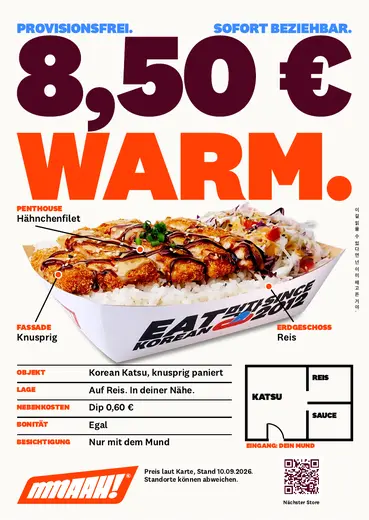 PROVISIONSFREI. SOFORT BEZIEHBAR.
8,50 €
WARM.
PENTHOUSE
Hähnchenfilet
FASSADE
Knusprig
ERDGESCHOSS
Reis
EAT SINCE
KOREAN 2012
OBJEKT Korean Katsu, knusprig paniert
LAGE Auf Reis. In deiner Nähe.
NEBENKOSTEN Dip 0,60 €
BONITÄT Egal
BESICHTIGUNG Nur mit dem Mund
KATSU
REIS
SAUCE
EINGANG: DEIN MUND
mmAAH!
Preis laut Karte, Stand 10.09.2026.
Standorte können abweichen.
Nächster Store